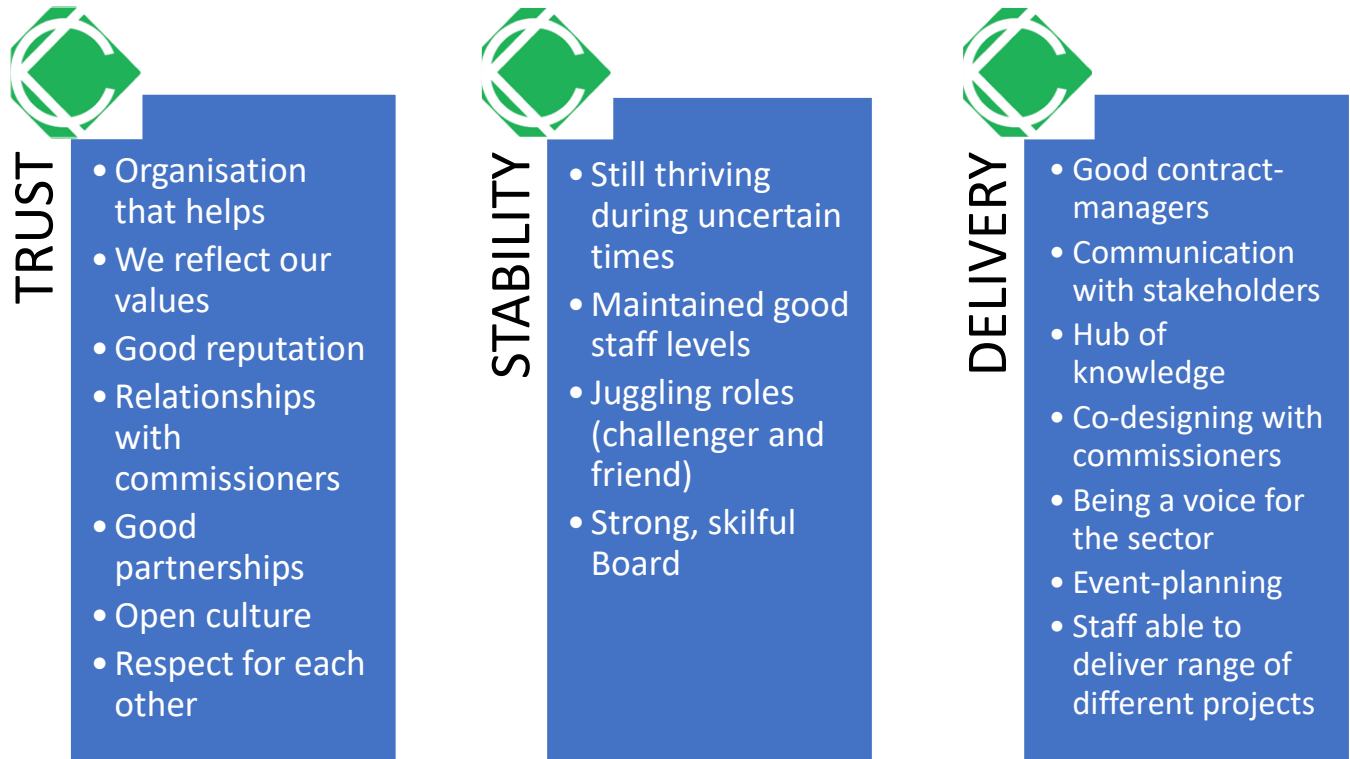 TRUST
• Organisation
that helps
• We reflect our
values
• Good reputation
• Relationships
with
commissioners
• Good
partnerships
• Open culture
• Respect for each
other
STABILITY
• Still thriving
during uncertain
times
• Maintained good
staff levels
• Juggling roles
(challenger and
friend)
• Strong, skilful
Board
DELIVERY
• Good contract-
managers
• Communication
with stakeholders
• Hub of
knowledge
• Co-designing with
commissioners
• Being a voice for
the sector
• Event-planning
• Staff able to
deliver range of
different projects